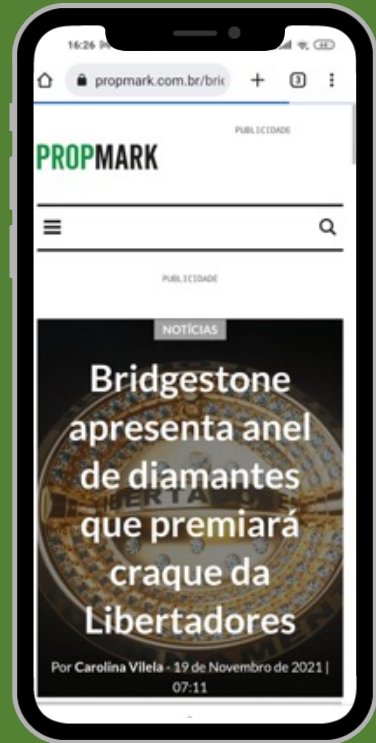 16:26
propmark.com.br/bric
3
PUBLICIDADE
PROPMARK
PUBLICIDADE
NOTÍCIAS
Bridgestone
apresenta anel
de diamantes
que premiará
craque da
Libertadores
Por Carolina Vilela - 19 de Novembro de 2021 |
07:11